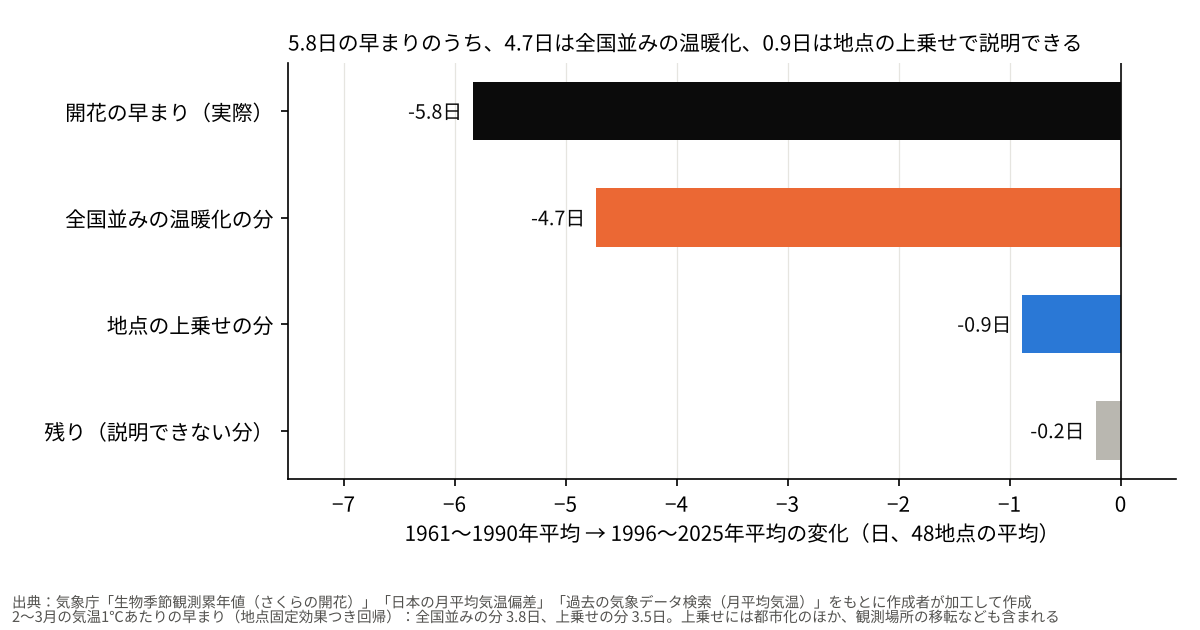 5.8日の早まりのうち、4.7日は全国並みの温暖化、0.9日は地点の上乗せで説明できる
開花の早まり（実際） -5.8日
全国並みの温暖化の分 -4.7日
地点の上乗せの分 -0.9日
残り（説明できない分） -0.2日
−7 −6 −5 −4 −3 −2 −1 0
1961〜1990年平均 → 1996〜2025年平均の変化（日、48地点の平均）
出典：気象庁「生物季節観測累年値（さくらの開花）」「日本の月平均気温偏差」「過去の気象データ検索（月平均気温）」をもとに作成者が加工して作成
2〜3月の気温1℃あたりの早まり（地点固定効果つき回帰）：全国並みの分 3.8日、上乗せの分 3.5日。上乗せには都市化のほか、観測場所の移転なども含まれる